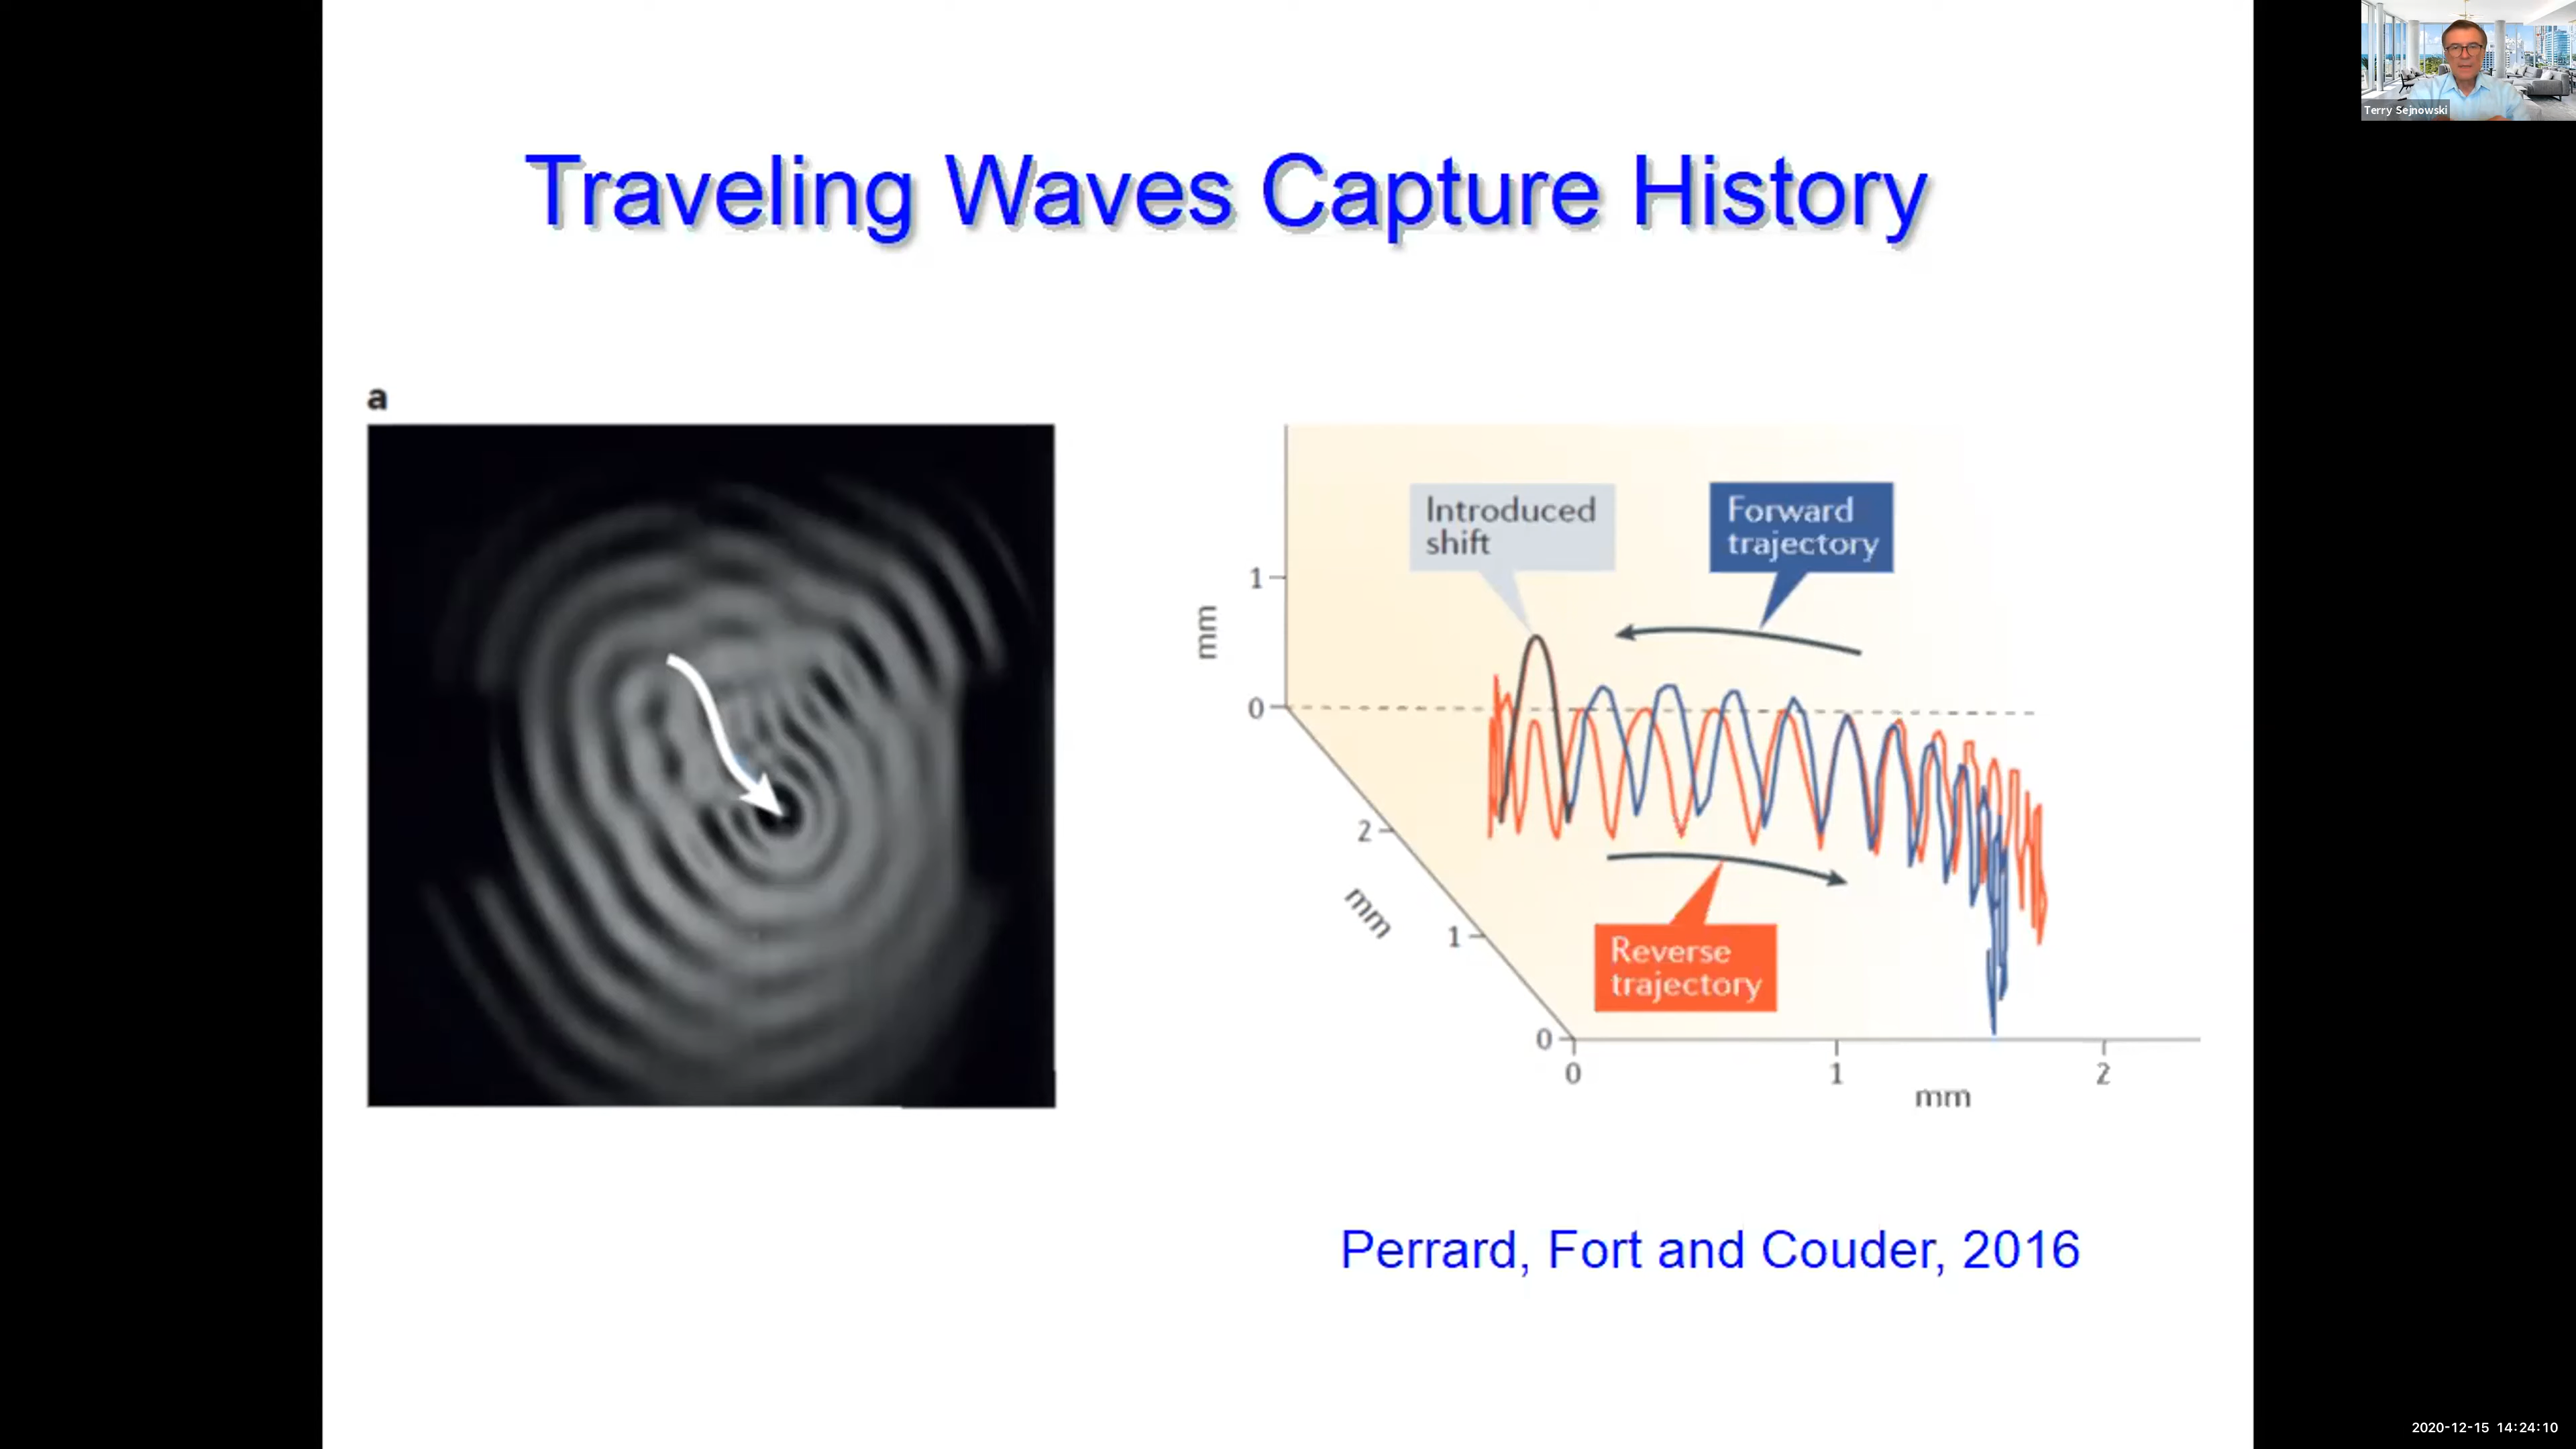 Terry Sejnowski
Traveling Waves Capture History
a
Introduced
shift
Forward
trajectory
1
mm
0
2
mm
1
Reverse
trajectory
0
0
1
2
mm
Perrard, Fort and Couder, 2016
2020-12-15 14:24:10